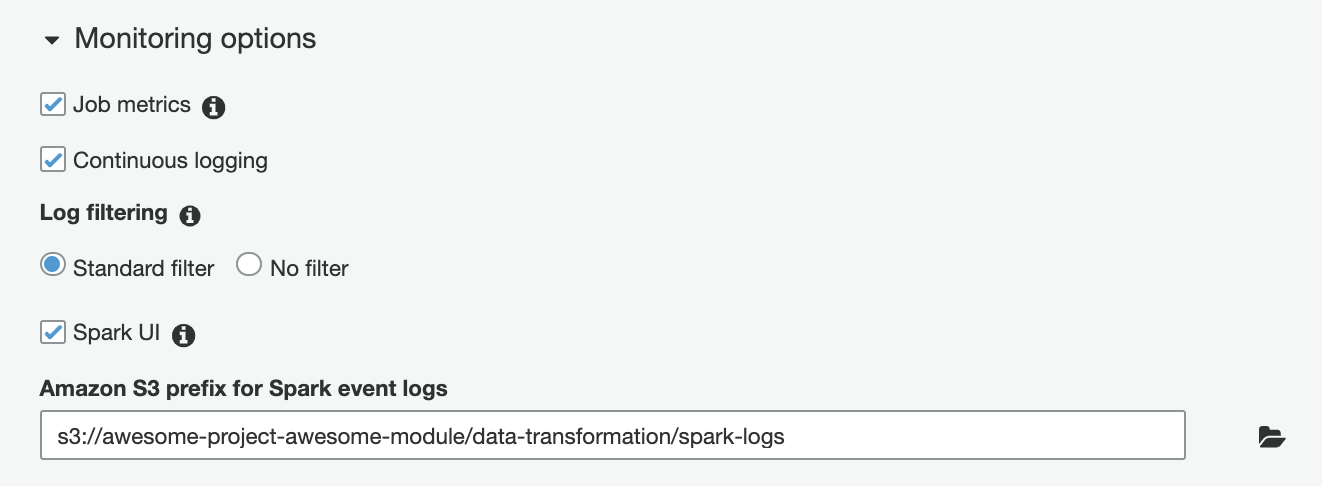 Monitoring options
Job metrics
Continuous logging
Log filtering
Standard filter No filter
Spark UI
Amazon S3 prefix for Spark event logs
s3://awesome-project-awesome-module/data-transformation/spark-logs